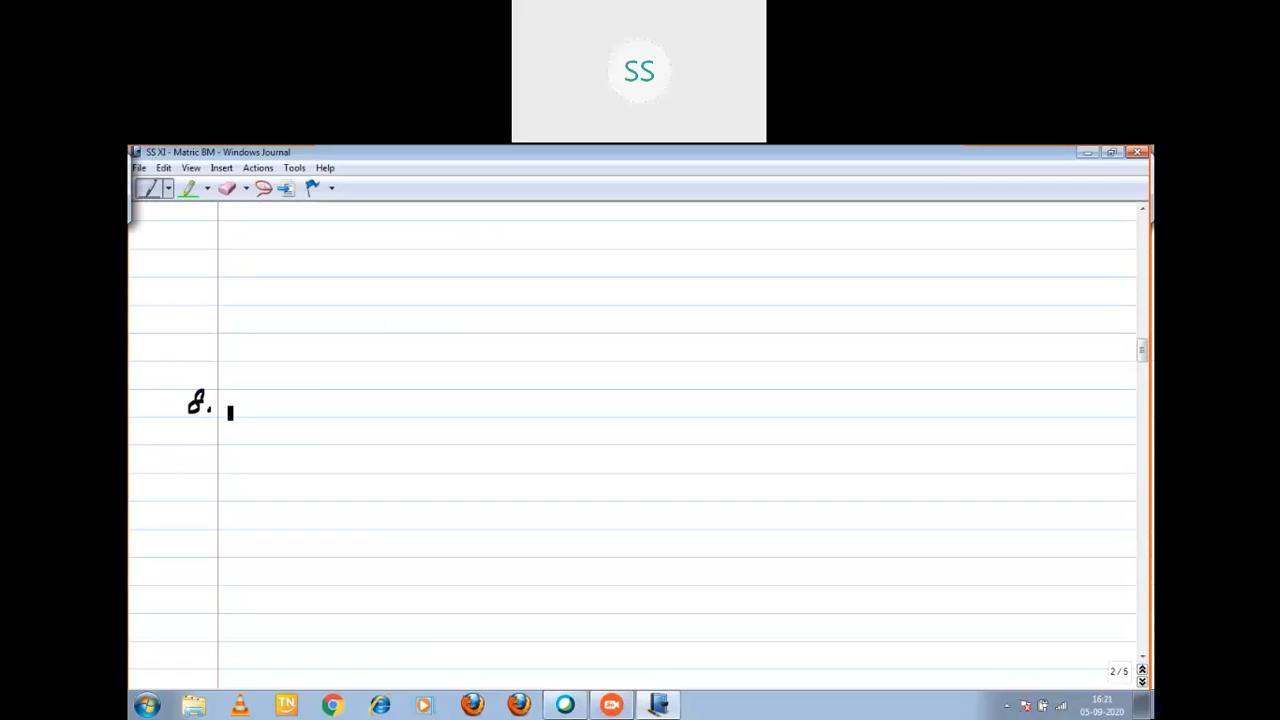 SS
SS XI - Matric BM - Windows Journal
File Edit View Insert Actions Tools Help
8.
2 / 5
TN
16:21
05-09-2020